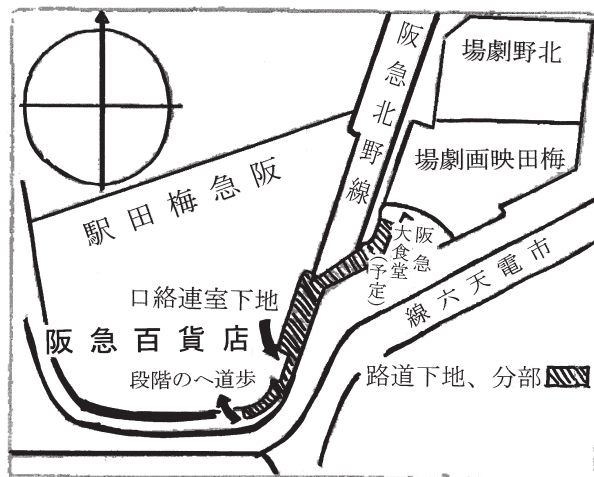 北野劇場
阪急北野線
梅田映画劇場
阪急梅田駅
阪急
大食堂
(予定)
市電天六線
地下室連絡口
阪急百貨店
歩道への階段
部分、地下道路